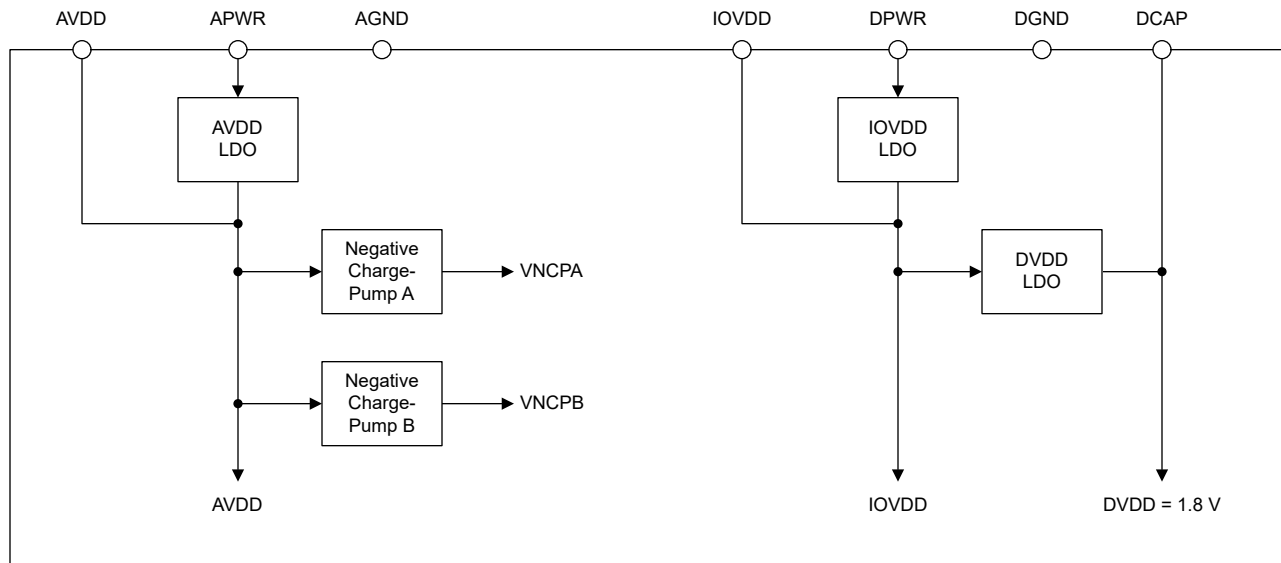 AVDD
APWR
AGND
IOVDD
DPWR
DGND
DCAP
AVDD
LDO
IOVDD
LDO
Negative
Charge-
Pump A
VNCPA
DVDD
LDO
Negative
Charge-
Pump B
VNCPB
AVDD
IOVDD
DVDD = 1.8 V